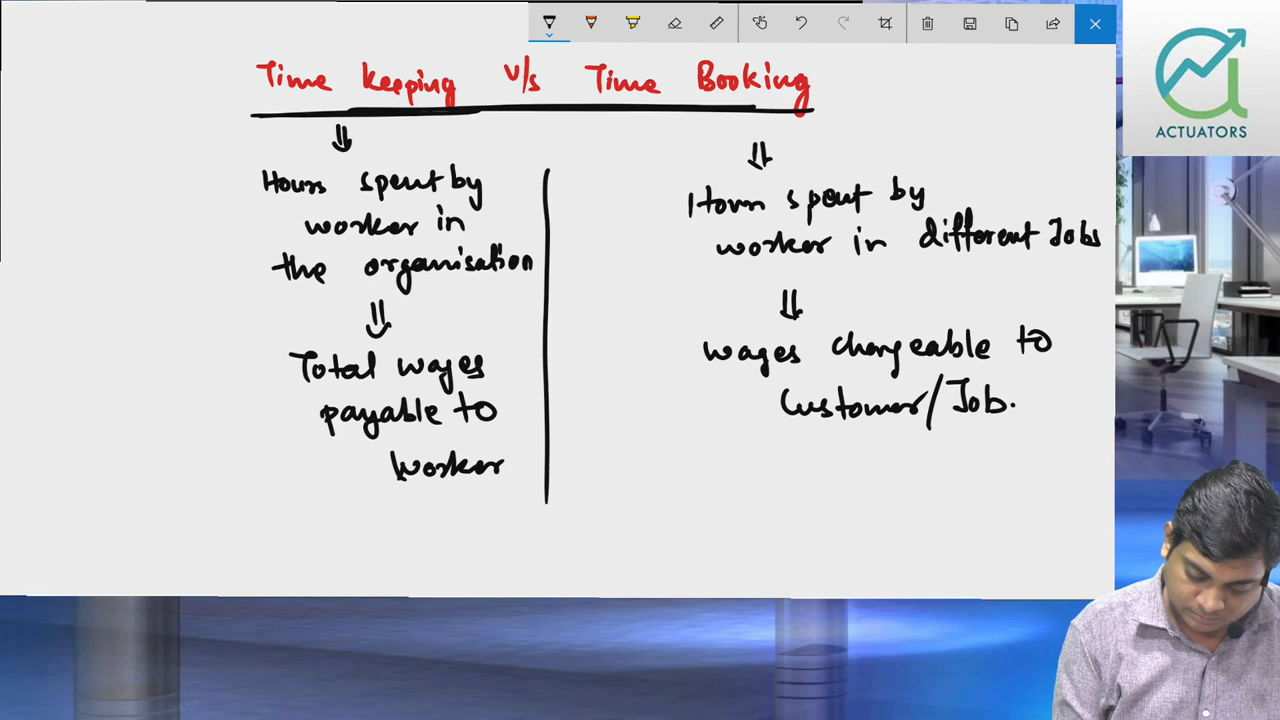 Time Keeping v/s Time Booking
Hours spent by
worker in
the organisation
Total wages
payable to
worker
Hours spent by
worker in different Jobs
wages chargeable to
Customer/Job.
ACTUATORS